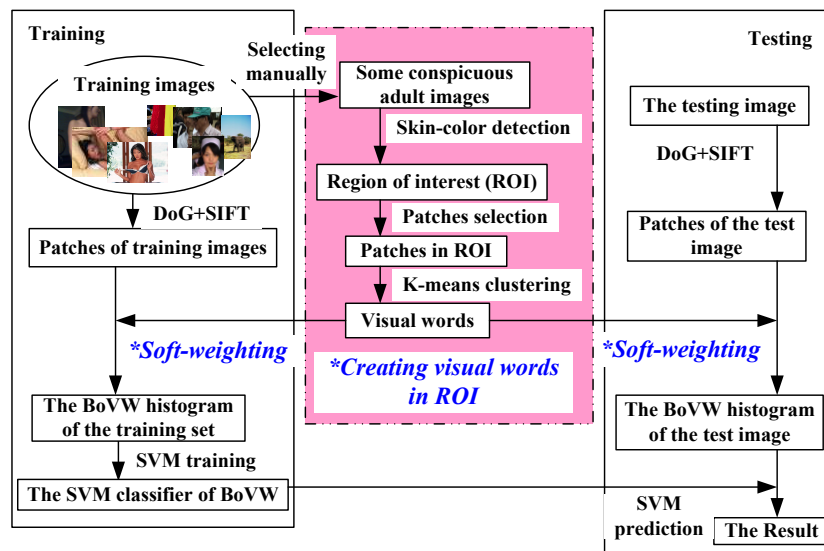 Training
Training images
Selecting
manually
DoG+SIFT
Patches of training images
*Soft-weighting
The BoVW histogram
of the training set
SVM training
The SVM classifier of BoVW
Some conspicuous
adult images
Skin-color detection
Region of interest (ROI)
Patches selection
Patches in ROI
K-means clustering
Visual words
*Creating visual words
in ROI
Testing
The testing image
DoG+SIFT
Patches of the test
image
*Soft-weighting
The BoVW histogram
of the test image
SVM
prediction
The Result